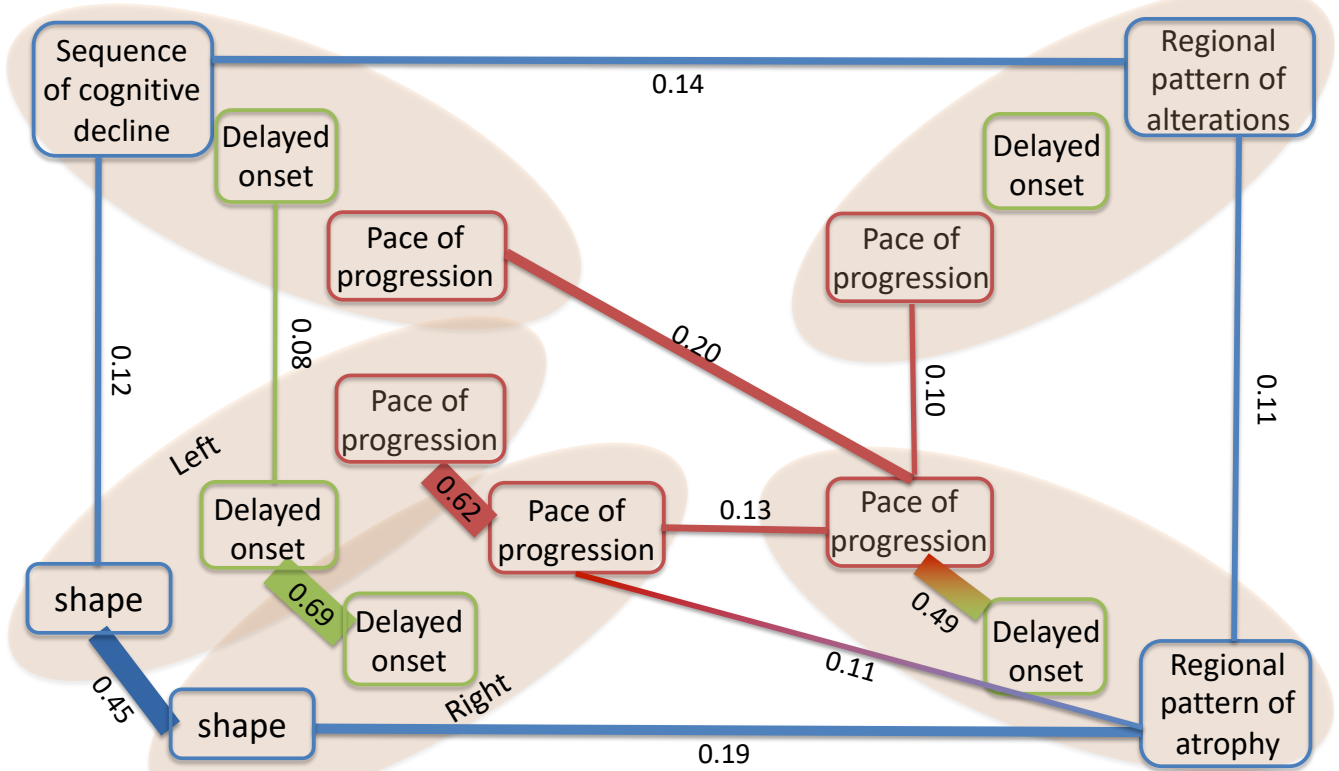 Sequence
of cognitive
decline
0.14
Regional
pattern of
alterations
Delayed
onset
Delayed
onset
Pace of
progression
Pace of
progression
0.12
0.08
0.20
0.10
0.11
Left
Pace of
progression
0.62
Delayed
onset
Pace of
progression
0.13
Pace of
progression
shape
0.69
Delayed
onset
0.49
Delayed
onset
0.45
shape
Right
0.11
Regional
pattern of
atrophy
0.19